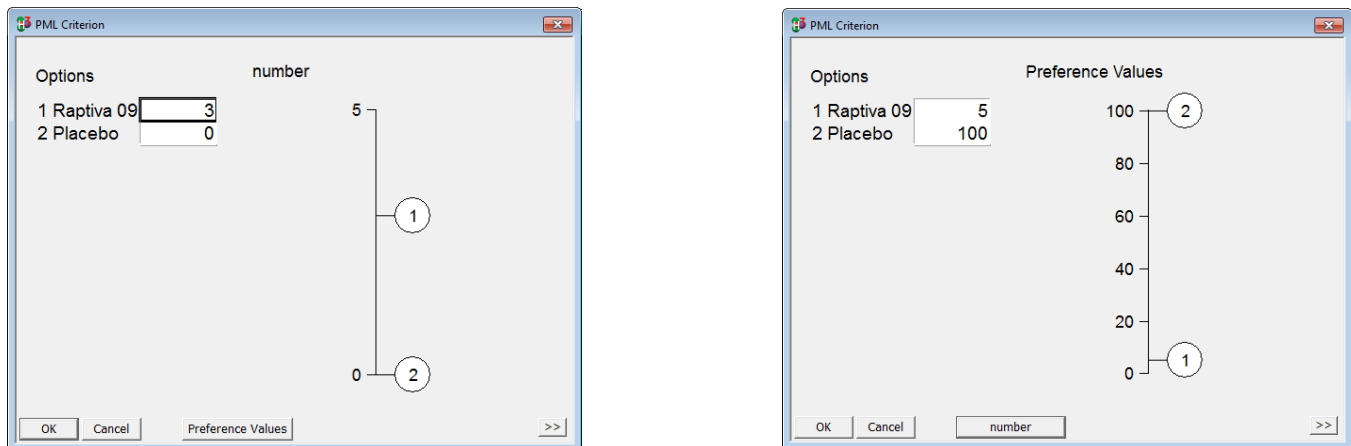 PML Criterion
Options
number
1 Raptiva 09 3
2 Placebo 0
5
1
0
2
OK Cancel Preference Values >>
PML Criterion
Options
Preference Values
1 Raptiva 09 5
2 Placebo 100
100
2
80
60
40
20
1
0
OK Cancel number >>